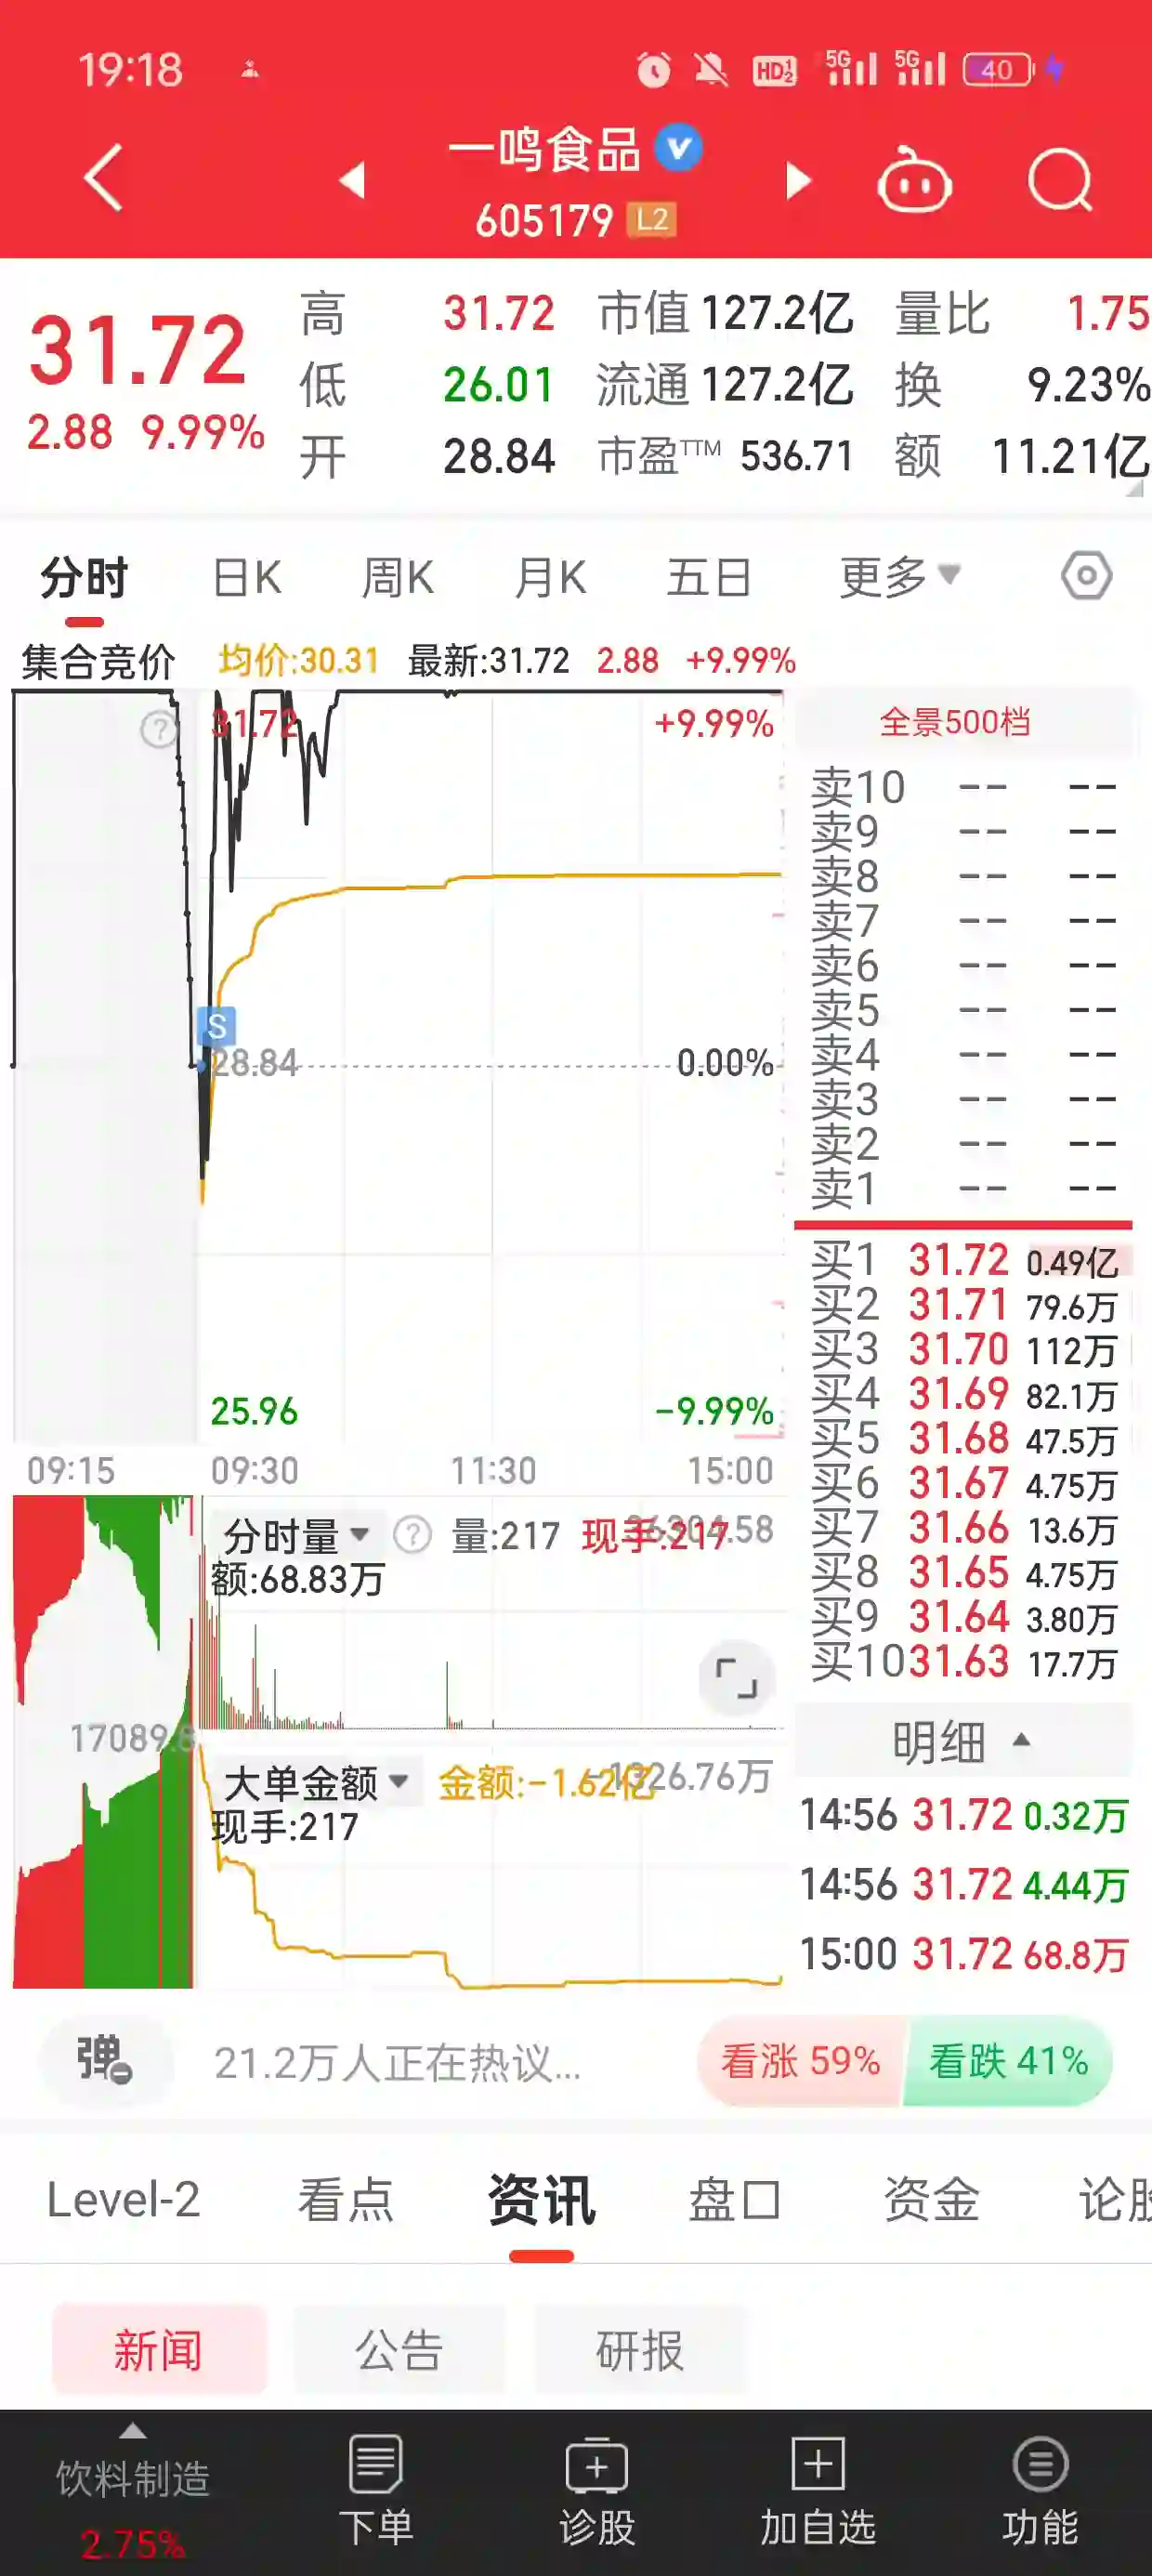 19:18 HD 5G 5G 40
一鸣食品
605179 L2
31.72
2.88 9.99%
高 31.72 市值 127.2亿 量比 1.75
低 26.01 流通 127.2亿 换 9.23%
开 28.84 市盈TTM 536.71 额 11.21亿
分时 日K 周K 月K 五日 更多
集合竞价 均价:30.31 最新:31.72 2.88 +9.99%
31.72 +9.99%
S
28.84 0.00%
25.96 -9.99%
09:15 09:30 11:30 15:00
全景500档
卖10 -- --
卖9 -- --
卖8 -- --
卖7 -- --
卖6 -- --
卖5 -- --
卖4 -- --
卖3 -- --
卖2 -- --
卖1 -- --
买1 31.72 0.49亿
买2 31.71 79.6万
买3 31.70 112万
买4 31.69 82.1万
买5 31.68 47.5万
买6 31.67 4.75万
买7 31.66 13.6万
买8 31.65 4.75万
买9 31.64 3.80万
买10 31.63 17.7万
分时量 量:217 现手:217
额:68.83万
大单金额 金额:-1.62亿
现手:217
明细
14:56 31.72 0.32万
14:56 31.72 4.44万
15:00 31.72 68.8万
弹 21.2万人正在热议... 看涨 59% 看跌 41%
Level-2 看点 资讯 盘口 资金 论股
新闻 公告 研报
饮料制造
2.75%
下单 诊股 加自选 功能